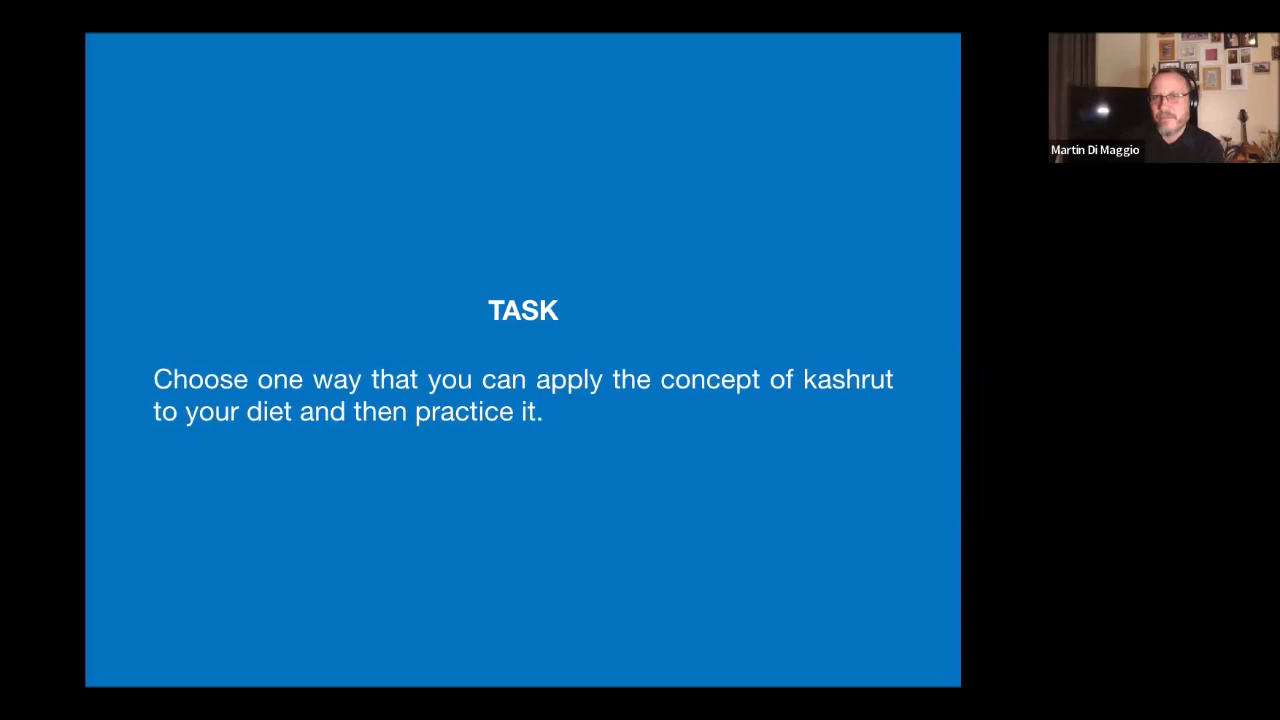 TASK
Choose one way that you can apply the concept of kashrut
to your diet and then practice it.
Martin Di Maggio